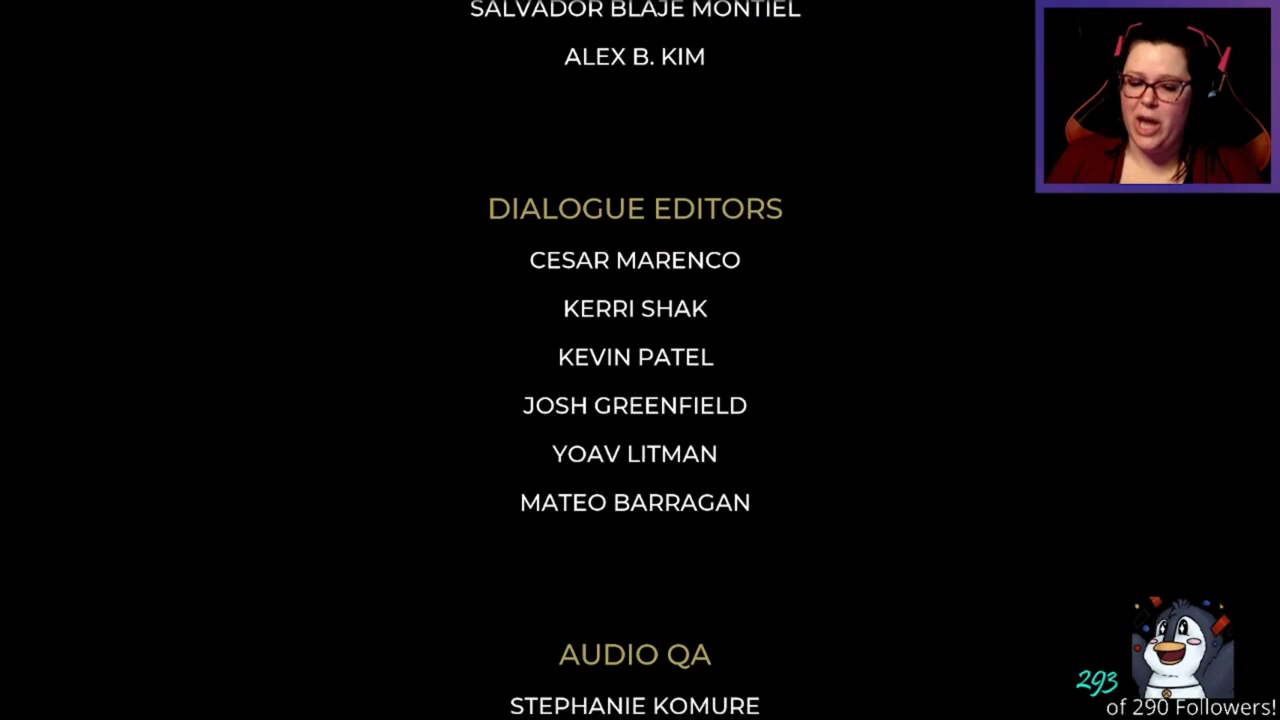 SALVADOR BLAJE MONTIEL
ALEX B. KIM
DIALOGUE EDITORS
CESAR MARENCO
KERRI SHAK
KEVIN PATEL
JOSH GREENFIELD
YOAV LITMAN
MATEO BARRAGAN
AUDIO QA
STEPHANIE KOMURE
293
of 290 Followers!